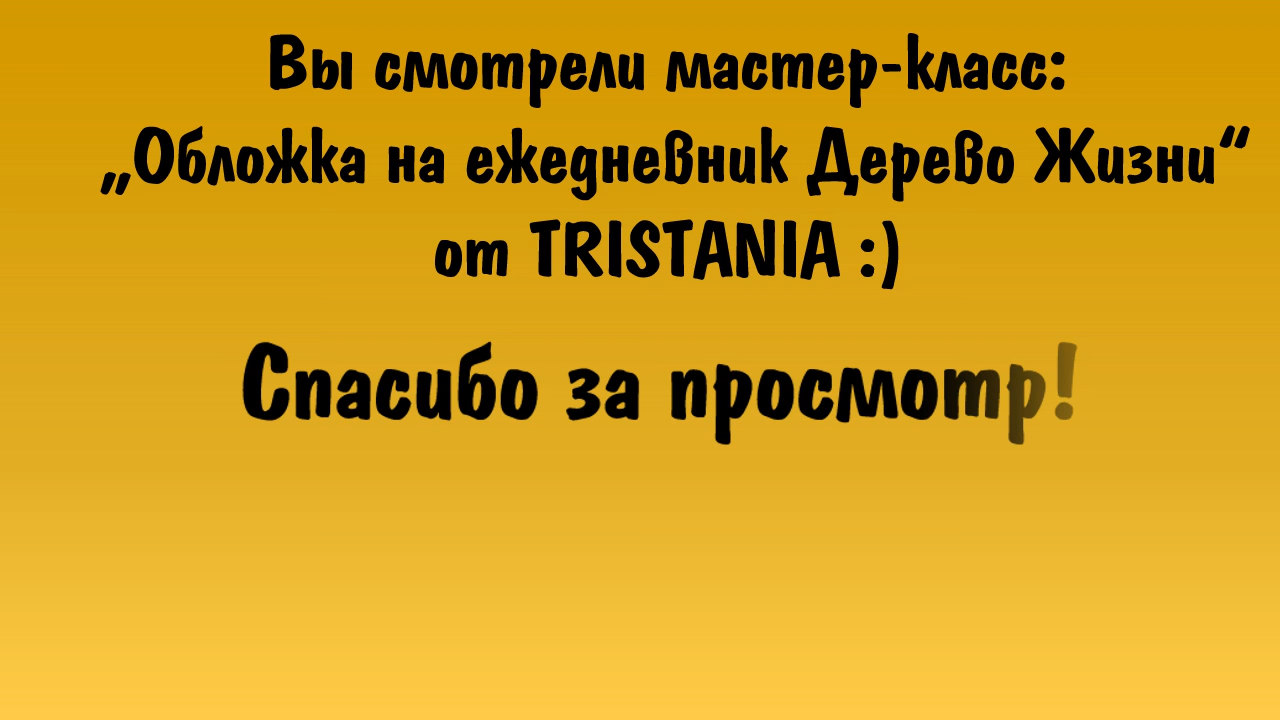 Вы смотрели мастер-класс:
„Обложка на ежедневник Дерево Жизни“
от TRISTANIA :)
Спасибо за просмотр!